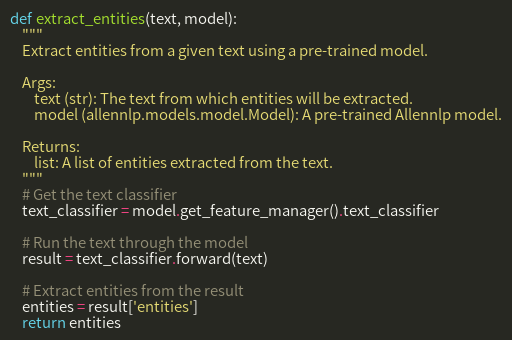 def extract_entities(text, model):
"""
Extract entities from a given text using a pre-trained model.
Args:
text (str): The text from which entities will be extracted.
model (allennlp.models.model.Model): A pre-trained Allennlp model.
Returns:
list: A list of entities extracted from the text.
"""
# Get the text classifier
text_classifier = model.get_feature_manager().text_classifier
# Run the text through the model
result = text_classifier.forward(text)
# Extract entities from the result
entities = result['entities']
return entities